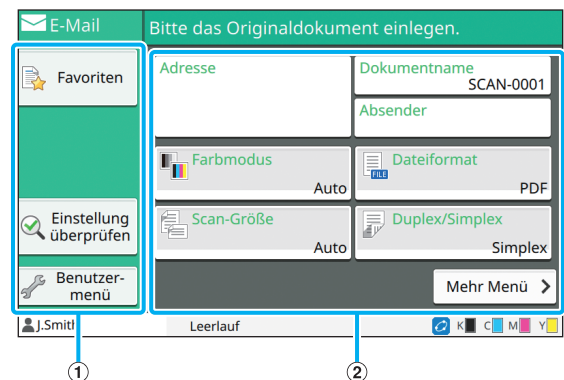 E-Mail
Bitte das Originaldokument einlegen.
Favoriten
Einstellung
überprüfen
Benutzer-
menü
Adresse
Dokumentname
SCAN-0001
Absender
Farbmodus
Auto
FILE
Dateiformat
PDF
Scan-Größe
Auto
Duplex/Simplex
Simplex
Mehr Menü
J.Smith
Leerlauf
K C M Y
1
2